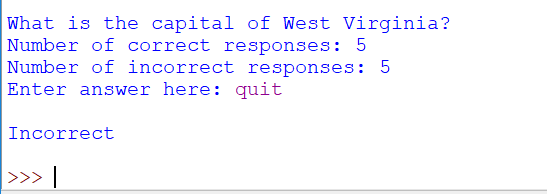 What is the capital of West Virginia?
Number of correct responses: 5
Number of incorrect responses: 5
Enter answer here: quit
Incorrect
>>>